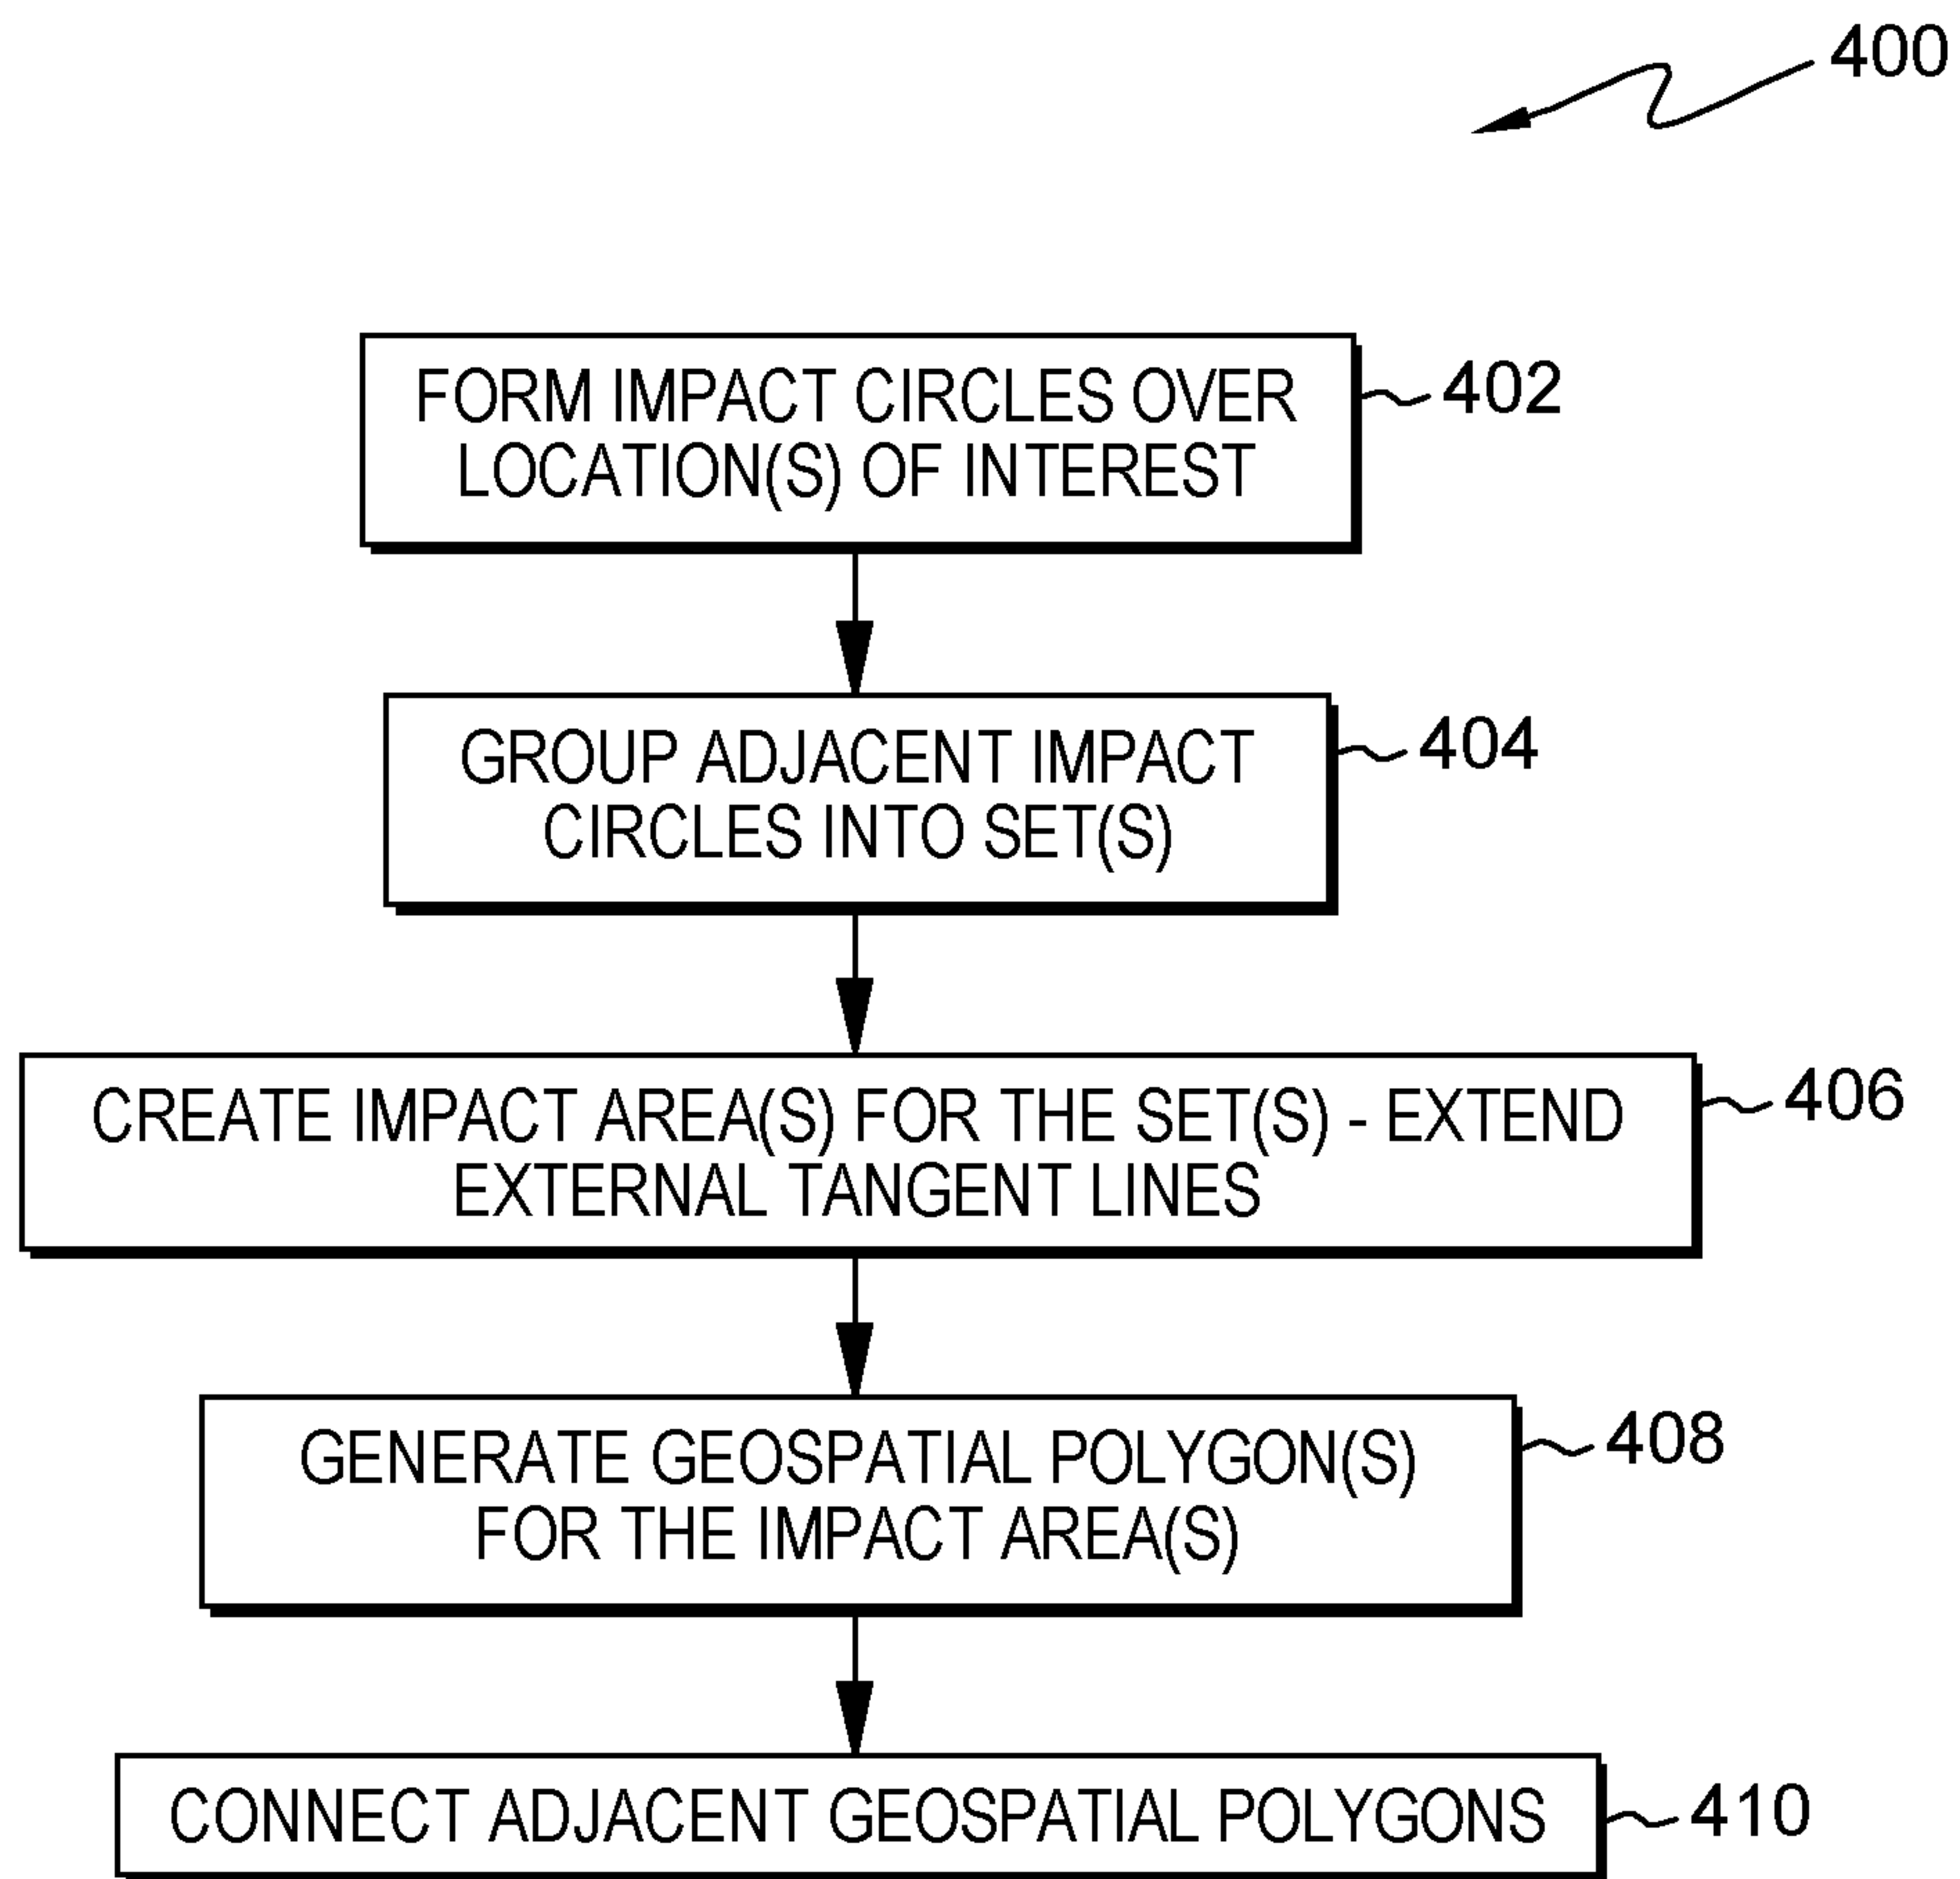 400
FORM IMPACT CIRCLES OVER
LOCATION(S) OF INTEREST
402
GROUP ADJACENT IMPACT
CIRCLES INTO SET(S)
404
CREATE IMPACT AREA(S) FOR THE SET(S) - EXTEND
EXTERNAL TANGENT LINES
406
GENERATE GEOSPATIAL POLYGON(S)
FOR THE IMPACT AREA(S)
408
CONNECT ADJACENT GEOSPATIAL POLYGONS
410